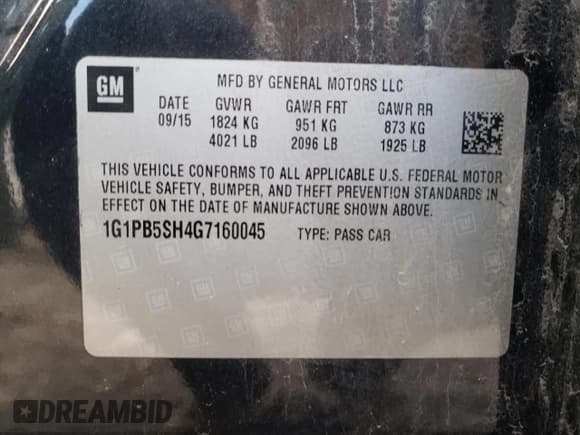 GM
MFD BY GENERAL MOTORS LLC
DATE GVWR GAWR FRT GAWR RR
09/15 1824 KG 951 KG 873 KG
4021 LB 2096 LB 1925 LB
THIS VEHICLE CONFORMS TO ALL APPLICABLE U.S. FEDERAL MOTOR
VEHICLE SAFETY, BUMPER, AND THEFT PREVENTION STANDARDS IN
EFFECT ON THE DATE OF MANUFACTURE SHOWN ABOVE.
1G1PB5SH4G7160045 TYPE: PASS CAR
DREAMBID